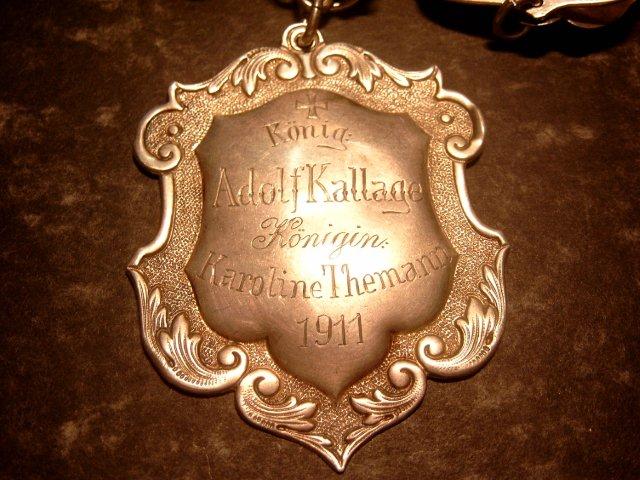 König:
Adolf Kallage
Königin:
Karoline Themann
1911